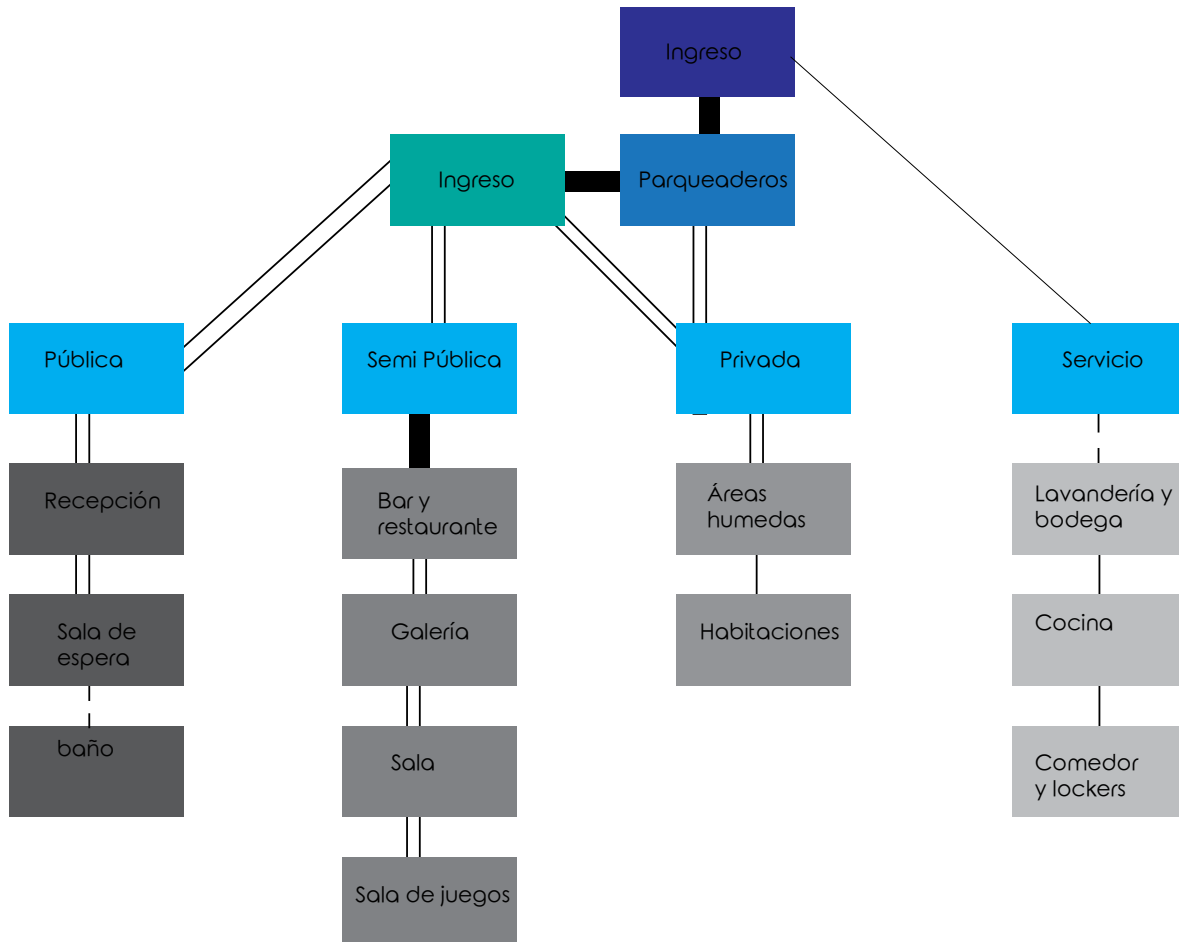 Ingreso
Ingreso
Parqueaderos
Pública
Semi Pública
Privada
Servicio
Recepción
Bar y
restaurante
Áreas
humedas
Lavandería y
bodega
Sala de
espera
Galería
Habitaciones
Cocina
baño
Sala
Comedor
y lockers
Sala de juegos